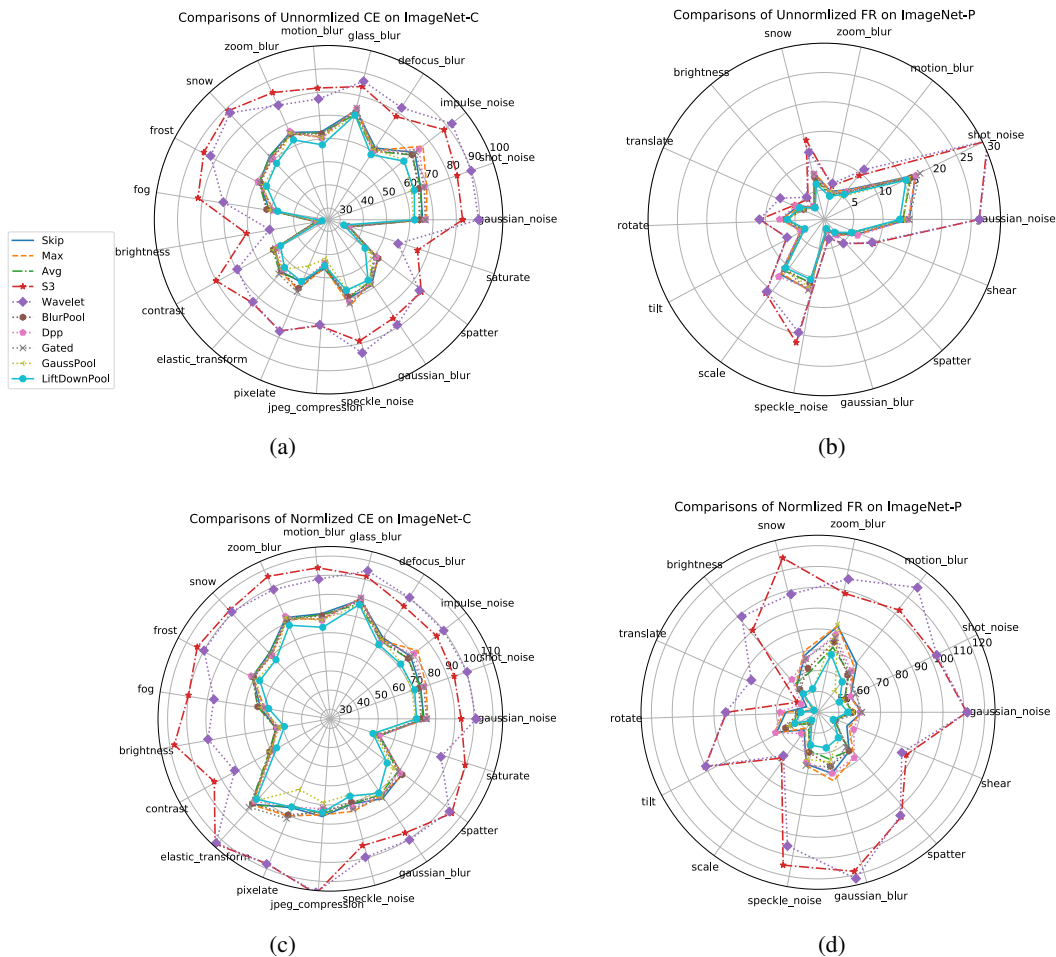 Comparisons of Unnormlized CE on ImageNet-C
motion_blur
glass_blur
zoom_blur
defocus_blur
snow
impulse_noise
frost
shot_noise
fog
gaussian_noise
brightness
saturate
contrast
spatter
elastic_transform
gaussian_blur
pixelate
speckle_noise
jpeg_compression
30
40
50
60
70
80
90
100
Skip
Max
Avg
S3
Wavelet
BlurPool
Dpp
Gated
GaussPool
LiftDownPool
(a)
Comparisons of Unnormlized FR on ImageNet-P
snow
zoom_blur
brightness
motion_blur
translate
shot_noise
rotate
gaussian_noise
tilt
shear
scale
spatter
speckle_noise
gaussian_blur
5
10
15
20
25
30
(b)
Comparisons of Normlized CE on ImageNet-C
motion_blur
glass_blur
zoom_blur
defocus_blur
snow
impulse_noise
frost
shot_noise
fog
gaussian_noise
brightness
saturate
contrast
spatter
elastic_transform
gaussian_blur
pixelate
speckle_noise
jpeg_compression
30
40
50
60
70
80
90
100
110
(c)
Comparisons of Normlized FR on ImageNet-P
snow
zoom_blur
brightness
motion_blur
translate
shot_noise
rotate
gaussian_noise
tilt
shear
scale
spatter
speckle_noise
gaussian_blur
50
60
70
80
90
100
110
120
(d)